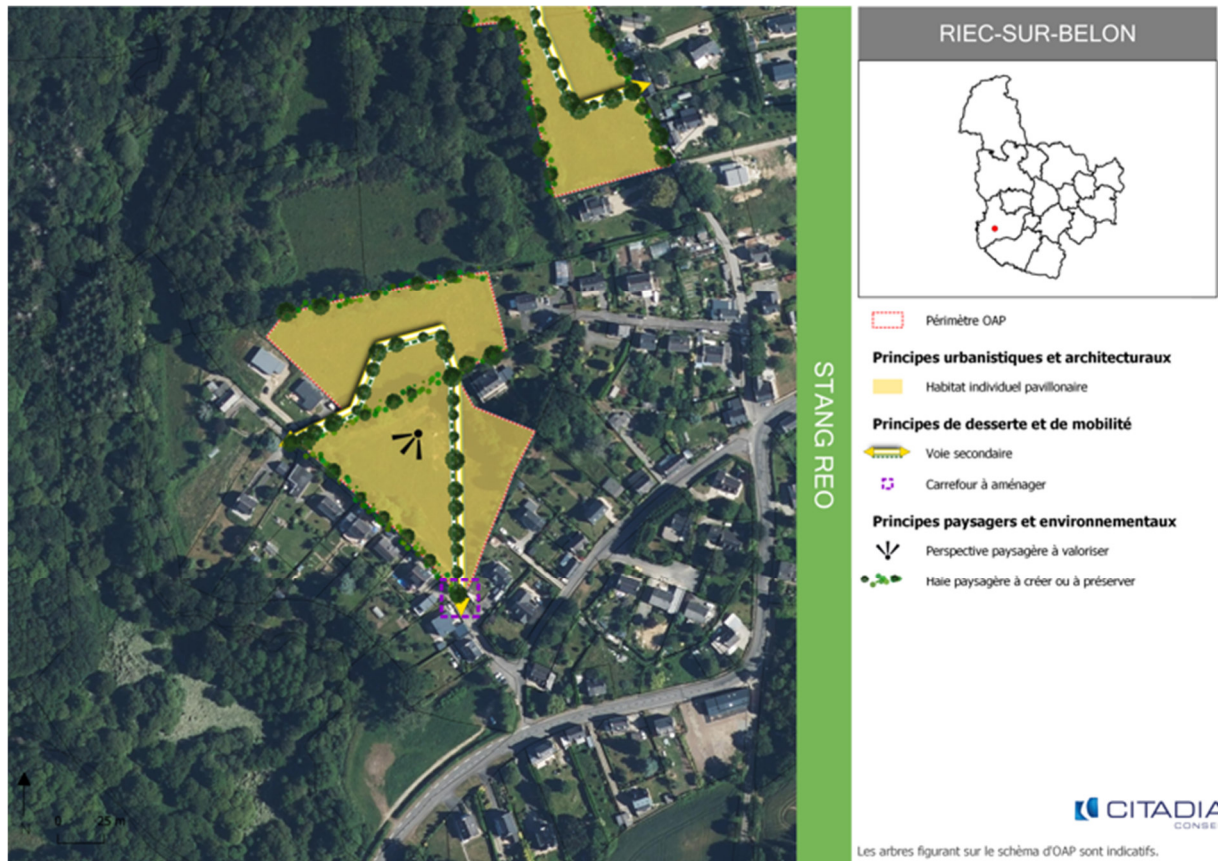 RIEC-SUR-BELON
Périmètre OAP
Principes urbanistiques et architecturaux
Habitat individuel pavillonaire
Principes de desserte et de mobilité
Voie secondaire
Carrefour à aménager
Principes paysagers et environnementaux
Perspective paysagère à valoriser
Haie paysagère à créer ou à préserver
STANG REO
0 25 m
CITADIA
CONSE
Les arbres figurant sur le schèma d'OAP sont indicatifs.